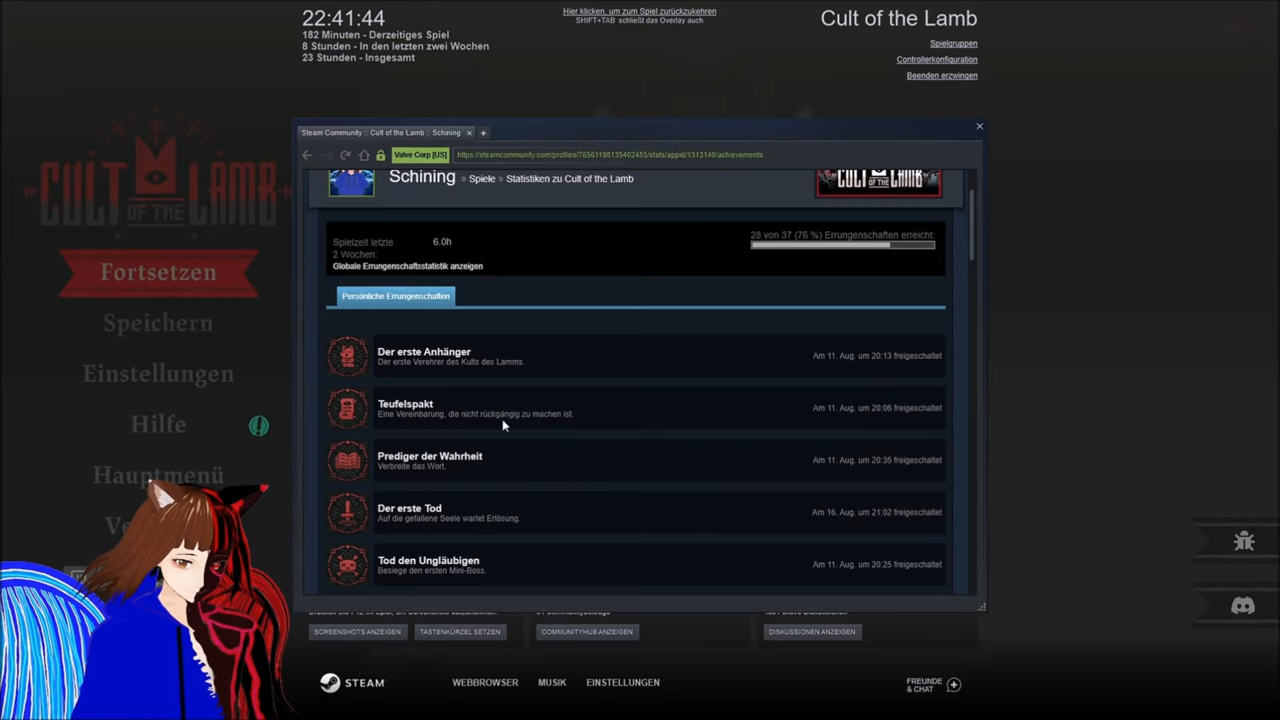 22:41:44
182 Minuten - Derzeitiges Spiel
8 Stunden - In den letzten zwei Wochen
23 Stunden - Insgesamt
Hier klicken, um zum Spiel zurückzukehren
SHIFT+TAB schließt das Overlay auch
Cult of the Lamb
Spielgruppen
Controllerkonfiguration
Beenden erzwingen
CULT OF THE LAMB
Fortsetzen
Speichern
Einstellungen
Hilfe
Hauptmenü
Steam Community :: Cult of the Lamb :: Schining
Valve Corp [US]
https://steamcommunity.com/profiles/76561198135402485/stats/appid/1313140/achievements
Schining » Spiele » Statistiken zu Cult of the Lamb
CULT OF THE LAMB
Spielzeit letzte 2 Wochen: 6.0h
28 von 37 (76 %) Errungenschaften erreicht:
Globale Errungenschaftsstatistik anzeigen
Persönliche Errungenschaften
Der erste Anhänger
Der erste Verehrer des Kults des Lamms.
Am 11. Aug. um 20:13 freigeschaltet
Teufelspakt
Eine Vereinbarung, die nicht rückgängig zu machen ist.
Am 11. Aug. um 20:06 freigeschaltet
Prediger der Wahrheit
Verbreite das Wort.
Am 11. Aug. um 20:35 freigeschaltet
Der erste Tod
Auf die gefallene Seele wartet Erlösung.
Am 16. Aug. um 21:02 freigeschaltet
Tod den Ungläubigen
Besiege den ersten Mini-Boss.
Am 11. Aug. um 20:25 freigeschaltet
SCREENSHOTS ANZEIGEN
TASTENKÜRZEL SETZEN
COMMUNITYHUB ANZEIGEN
DISKUSSIONEN ANZEIGEN
STEAM
WEBBROWSER
MUSIK
EINSTELLUNGEN
FREUNDE
& CHAT